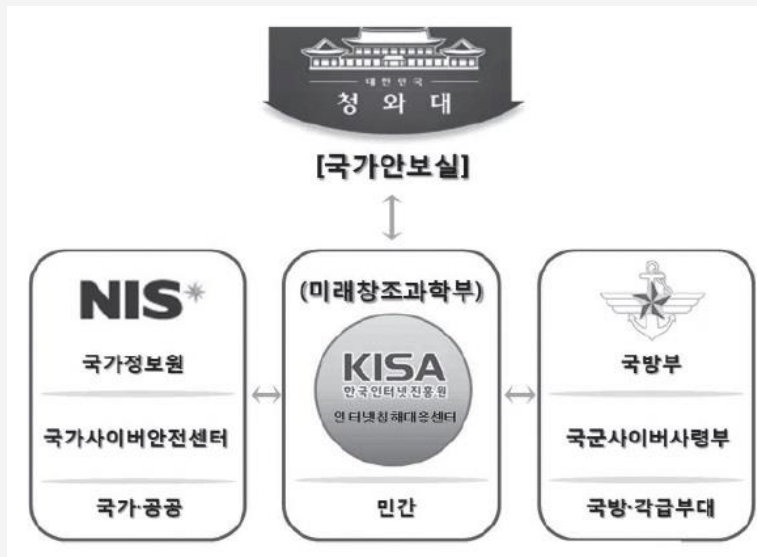 대한민국
청와대
[국가안보실]
NIS
국가정보원
국가사이버안전센터
국가·공공
(미래창조과학부)
KISA
한국인터넷진흥원
인터넷침해대응센터
민간
국방부
국군사이버사령부
국방·각급부대